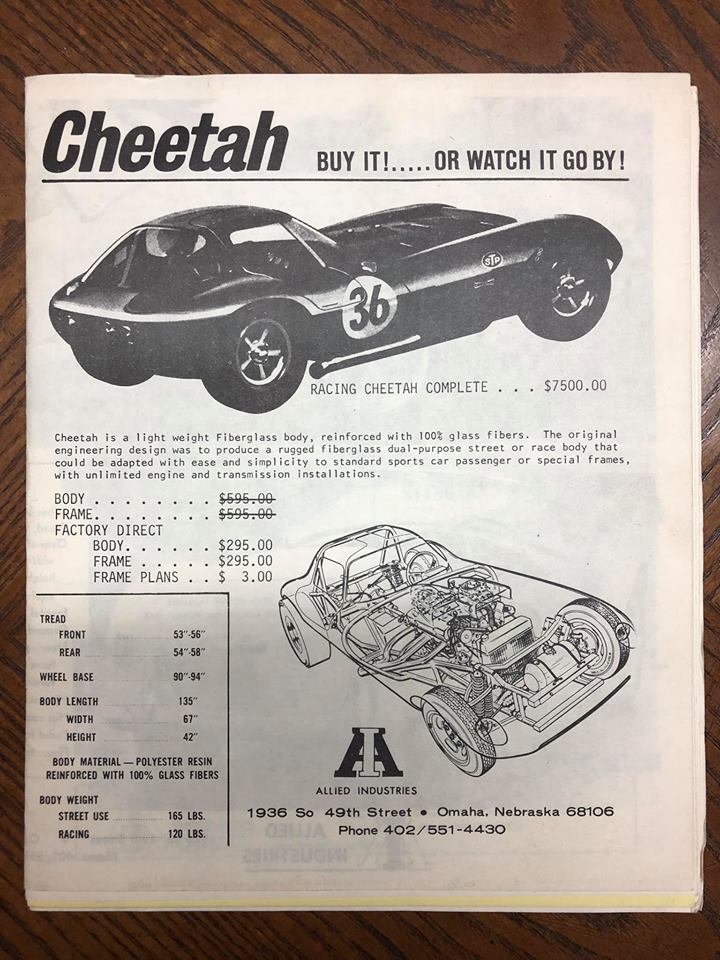 Cheetah BUY IT!.....OR WATCH IT GO BY!
STP
36
RACING CHEETAH COMPLETE . . . $7500.00
Cheetah is a light weight Fiberglass body, reinforced with 100% glass fibers. The original
engineering design was to produce a rugged fiberglass dual-purpose street or race body that
could be adapted with ease and simplicity to standard sports car passenger or special frames,
with unlimited engine and transmission installations.
BODY . . . . . . . . $595.00
FRAME. . . . . . . . $595.00
FACTORY DIRECT
BODY. . . . . . $295.00
FRAME . . . . . $295.00
FRAME PLANS . . $ 3.00
TREAD
FRONT 53"-56"
REAR 54"-58"
WHEEL BASE 90"-94"
BODY LENGTH 135"
WIDTH 67"
HEIGHT 42"
BODY MATERIAL — POLYESTER RESIN
REINFORCED WITH 100% GLASS FIBERS
BODY WEIGHT
STREET USE 165 LBS.
RACING 120 LBS.
AI
ALLIED INDUSTRIES
1936 So 49th Street • Omaha, Nebraska 68106
Phone 402/551-4430